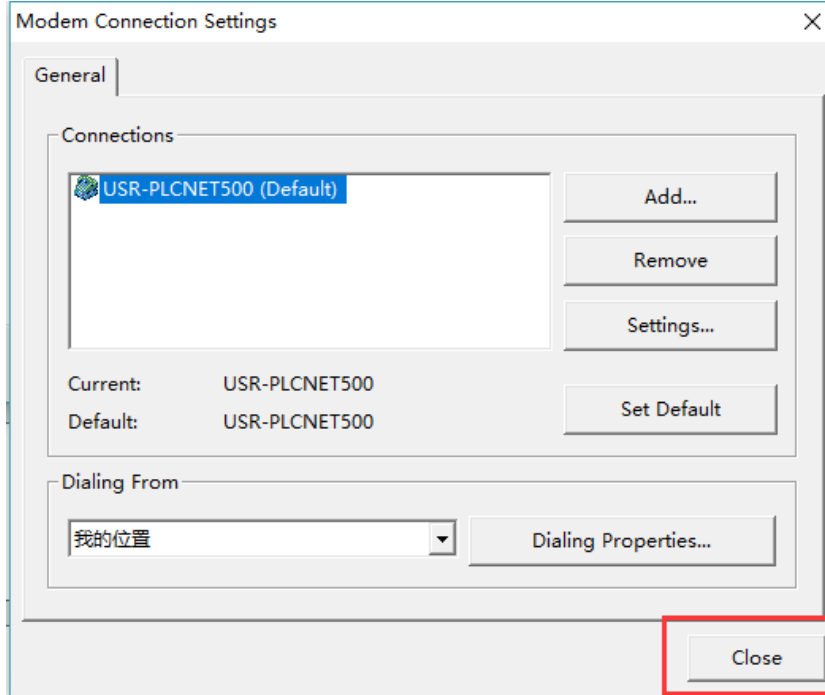 Modem Connection Settings
General
Connections
USR-PLCNET500 (Default)
Add...
Remove
Settings...
Current: USR-PLCNET500
Default: USR-PLCNET500
Set Default
Dialing From
我的位置
Dialing Properties...
Close